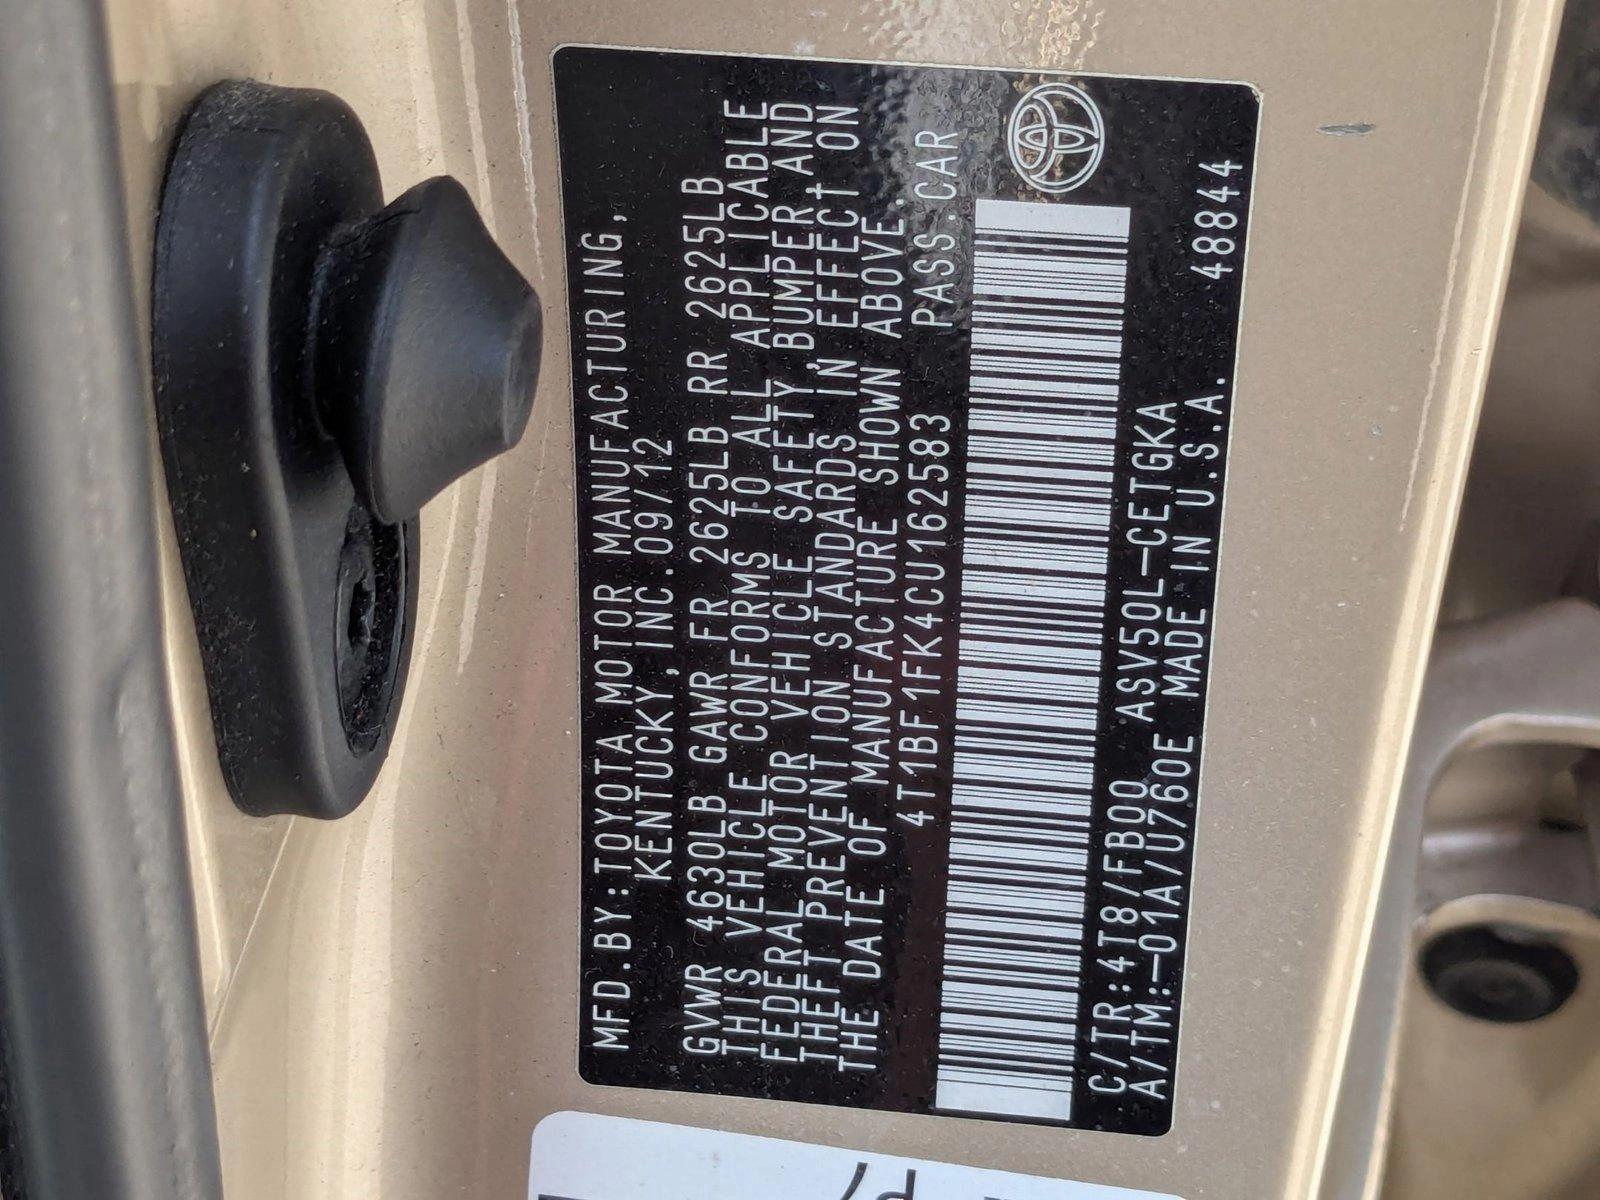 MFD.BY:TOYOTA MOTOR MANUFACTURING,
KENTUCKY,INC.09/12
GVWR 4630LB GAWR FR 2625LB RR 2625LB
THIS VEHICLE CONFORMS TO ALL APPLICABLE
FEDERAL MOTOR VEHICLE SAFETY,BUMPER AND
THEFT PREVENTION STANDARDS IN EFFECT ON
THE DATE OF MANUFACTURE SHOWN ABOVE.
4T1BF1FK4CU162583 PASS.CAR
C/TR:4T8/FB00 ASV50L-CETGKA
A/TM:-01A/U760E MADE IN U.S.A. 48844